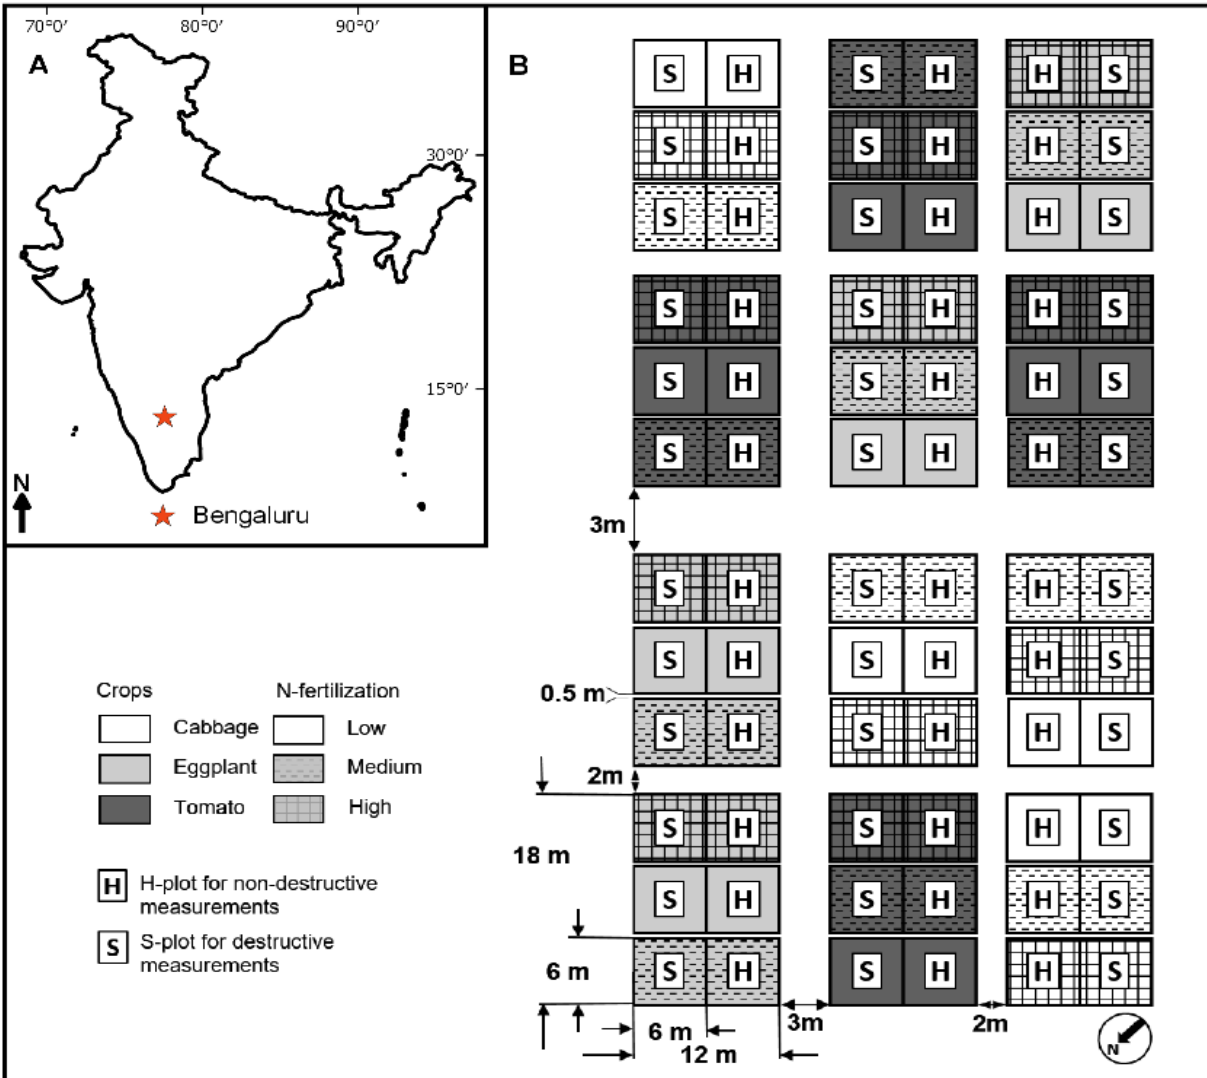 70°0′ 80°0′ 90°0′
A
30°0′
15°0′
N
Bengaluru
B
S H S H H S
S H S H H S
S H S H H S
S H S H H S
S H S H H S
S H S H H S
3m
S H S H H S
S H S H H S
0.5 m
S H S H H S
2m
S H S H H S
18 m
S H S H H S
6 m
S H S H H S
3m
2m
6 m
12 m
N
Crops N-fertilization
Cabbage Low
Eggplant Medium
Tomato High
H H-plot for non-destructive
measurements
S S-plot for destructive
measurements